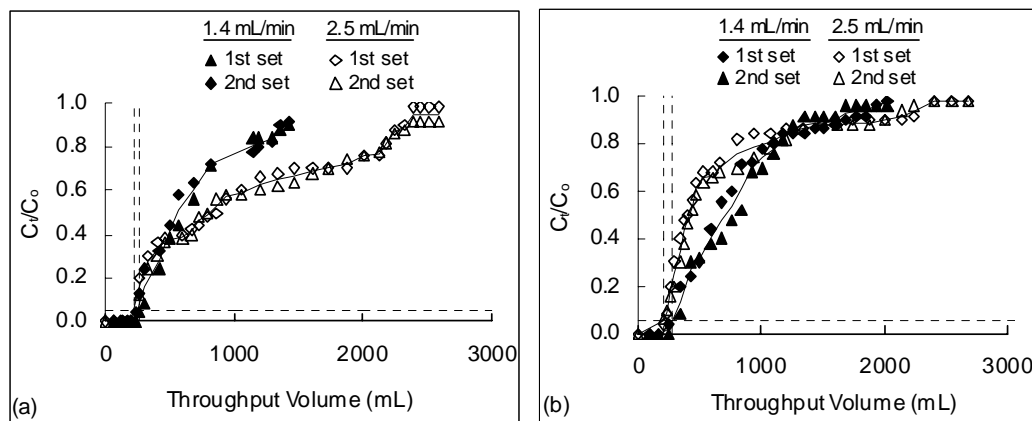 1.4 mL/min 2.5 mL/min
▲ 1st set ◇ 1st set
◆ 2nd set △ 2nd set
1.0
0.8
0.6
0.4
0.2
0.0
Ct/Co
0 1000 2000 3000
Throughput Volume (mL)
(a)
1.4 mL/min 2.5 mL/min
◆ 1st set ◇ 1st set
▲ 2nd set △ 2nd set
1.0
0.8
0.6
0.4
0.2
0.0
Ct/Co
0 1000 2000 3000
Throughput Volume (mL)
(b)